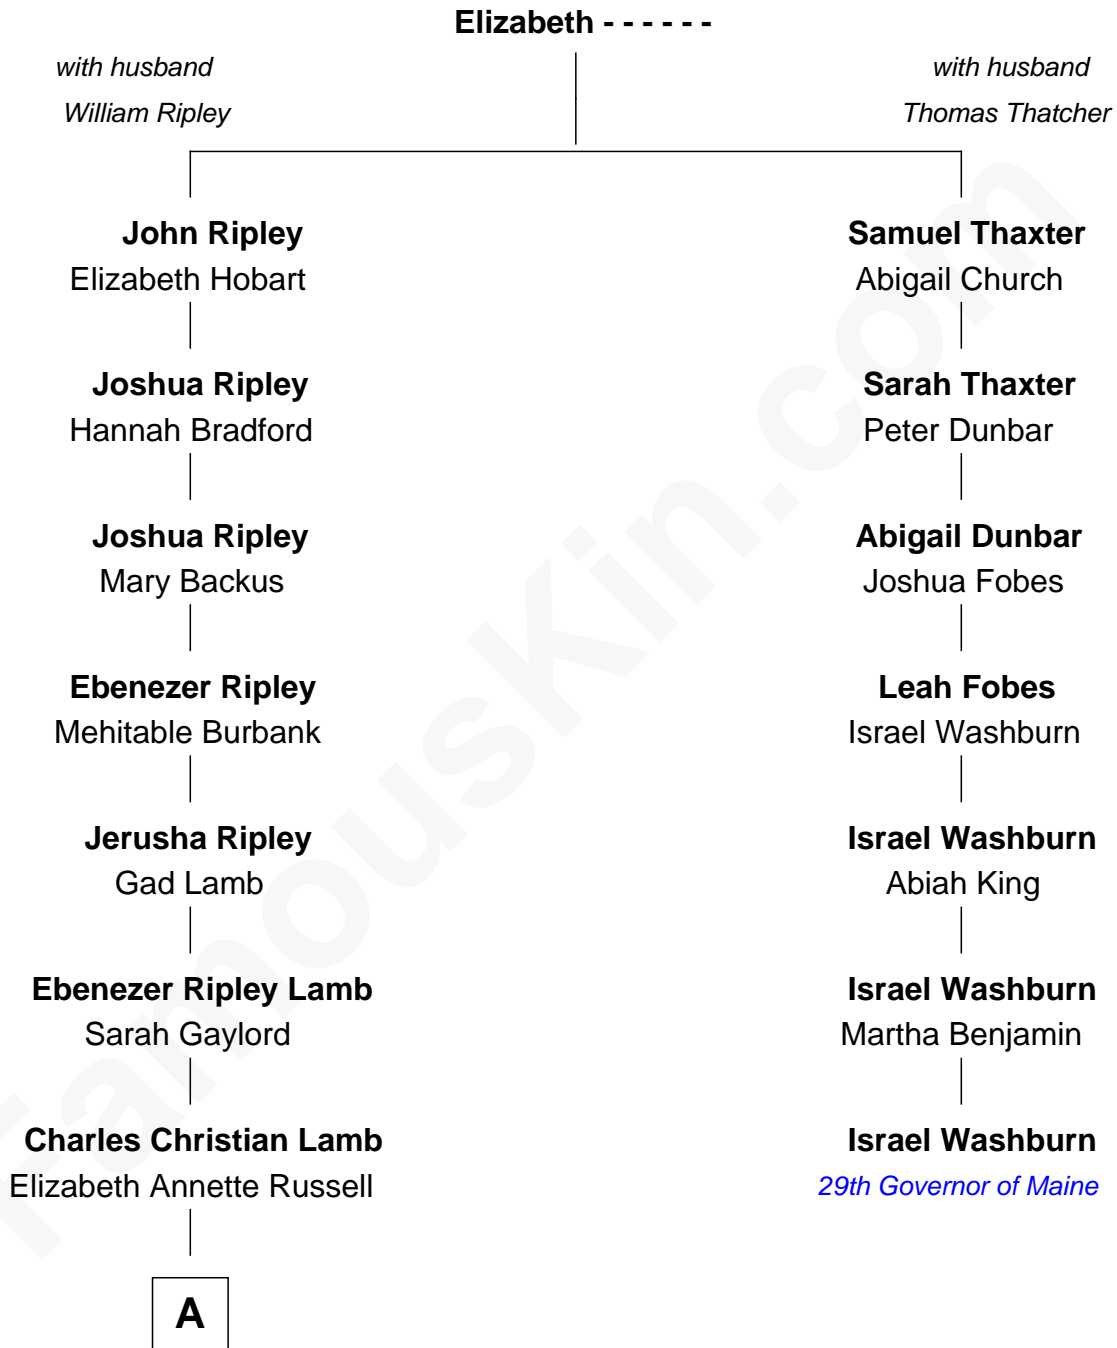 Elizabeth - - - - - -
with husband
William Ripley
with husband
Thomas Thatcher
John Ripley
Elizabeth Hobart
Samuel Thaxter
Abigail Church
Joshua Ripley
Hannah Bradford
Sarah Thaxter
Peter Dunbar
Joshua Ripley
Mary Backus
Abigail Dunbar
Joshua Fobes
Ebenezer Ripley
Mehitable Burbank
Leah Fobes
Israel Washburn
Jerusha Ripley
Gad Lamb
Israel Washburn
Abiah King
Ebenezer Ripley Lamb
Sarah Gaylord
Israel Washburn
Martha Benjamin
Charles Christian Lamb
Elizabeth Annette Russell
Israel Washburn
29th Governor of Maine
A
FamousKin.com